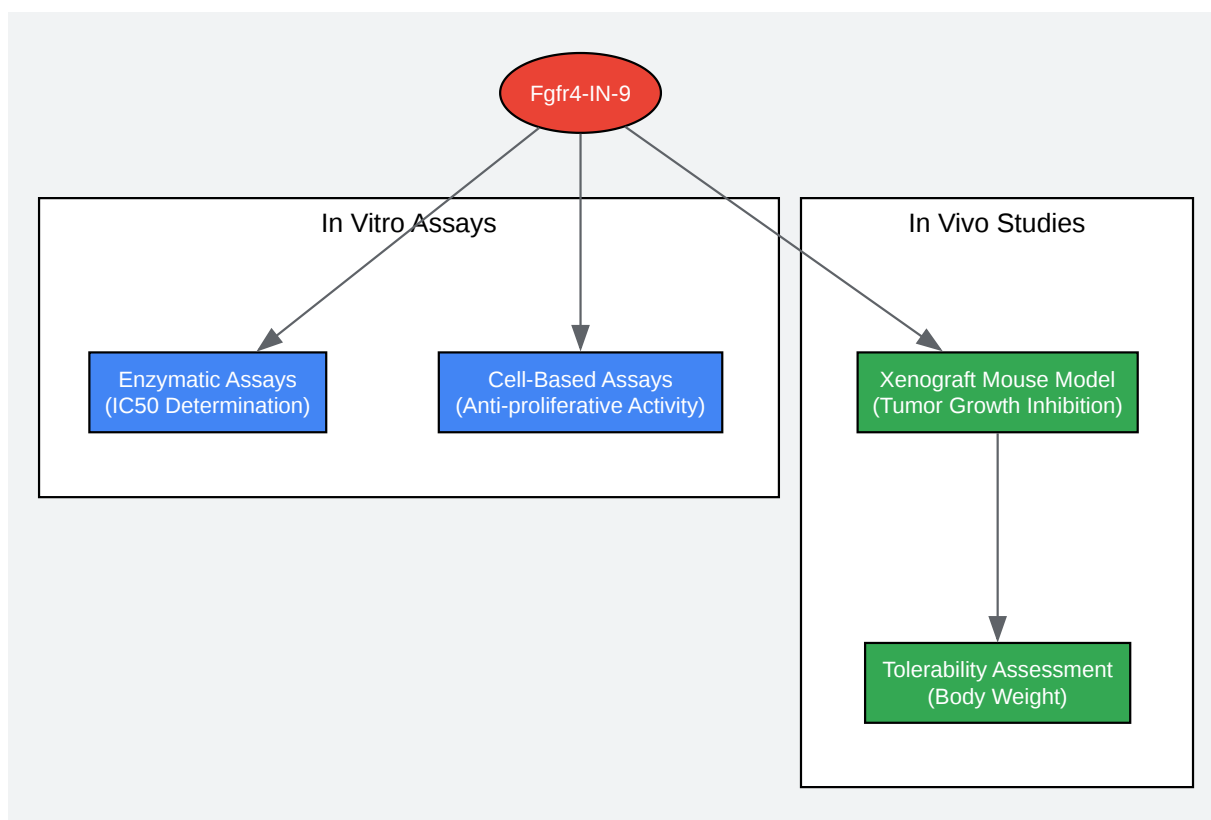 Fgfr4-IN-9
In Vitro Assays
In Vivo Studies
Enzymatic Assays
(IC50 Determination)
Cell-Based Assays
(Anti-proliferative Activity)
Xenograft Mouse Model
(Tumor Growth Inhibition)
Tolerability Assessment
(Body Weight)